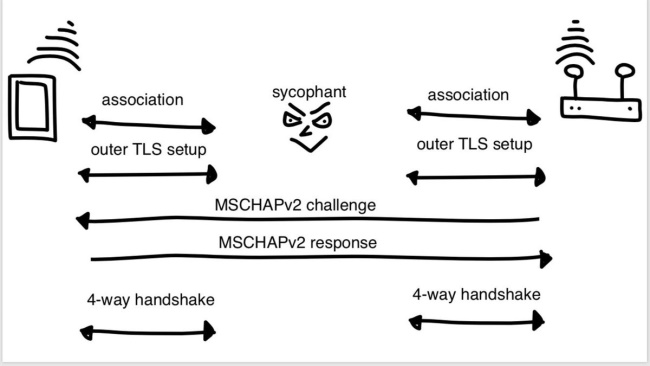 sycophant
association
association
outer TLS setup
outer TLS setup
MSCHAPv2 challenge
MSCHAPv2 response
4-way handshake
4-way handshake